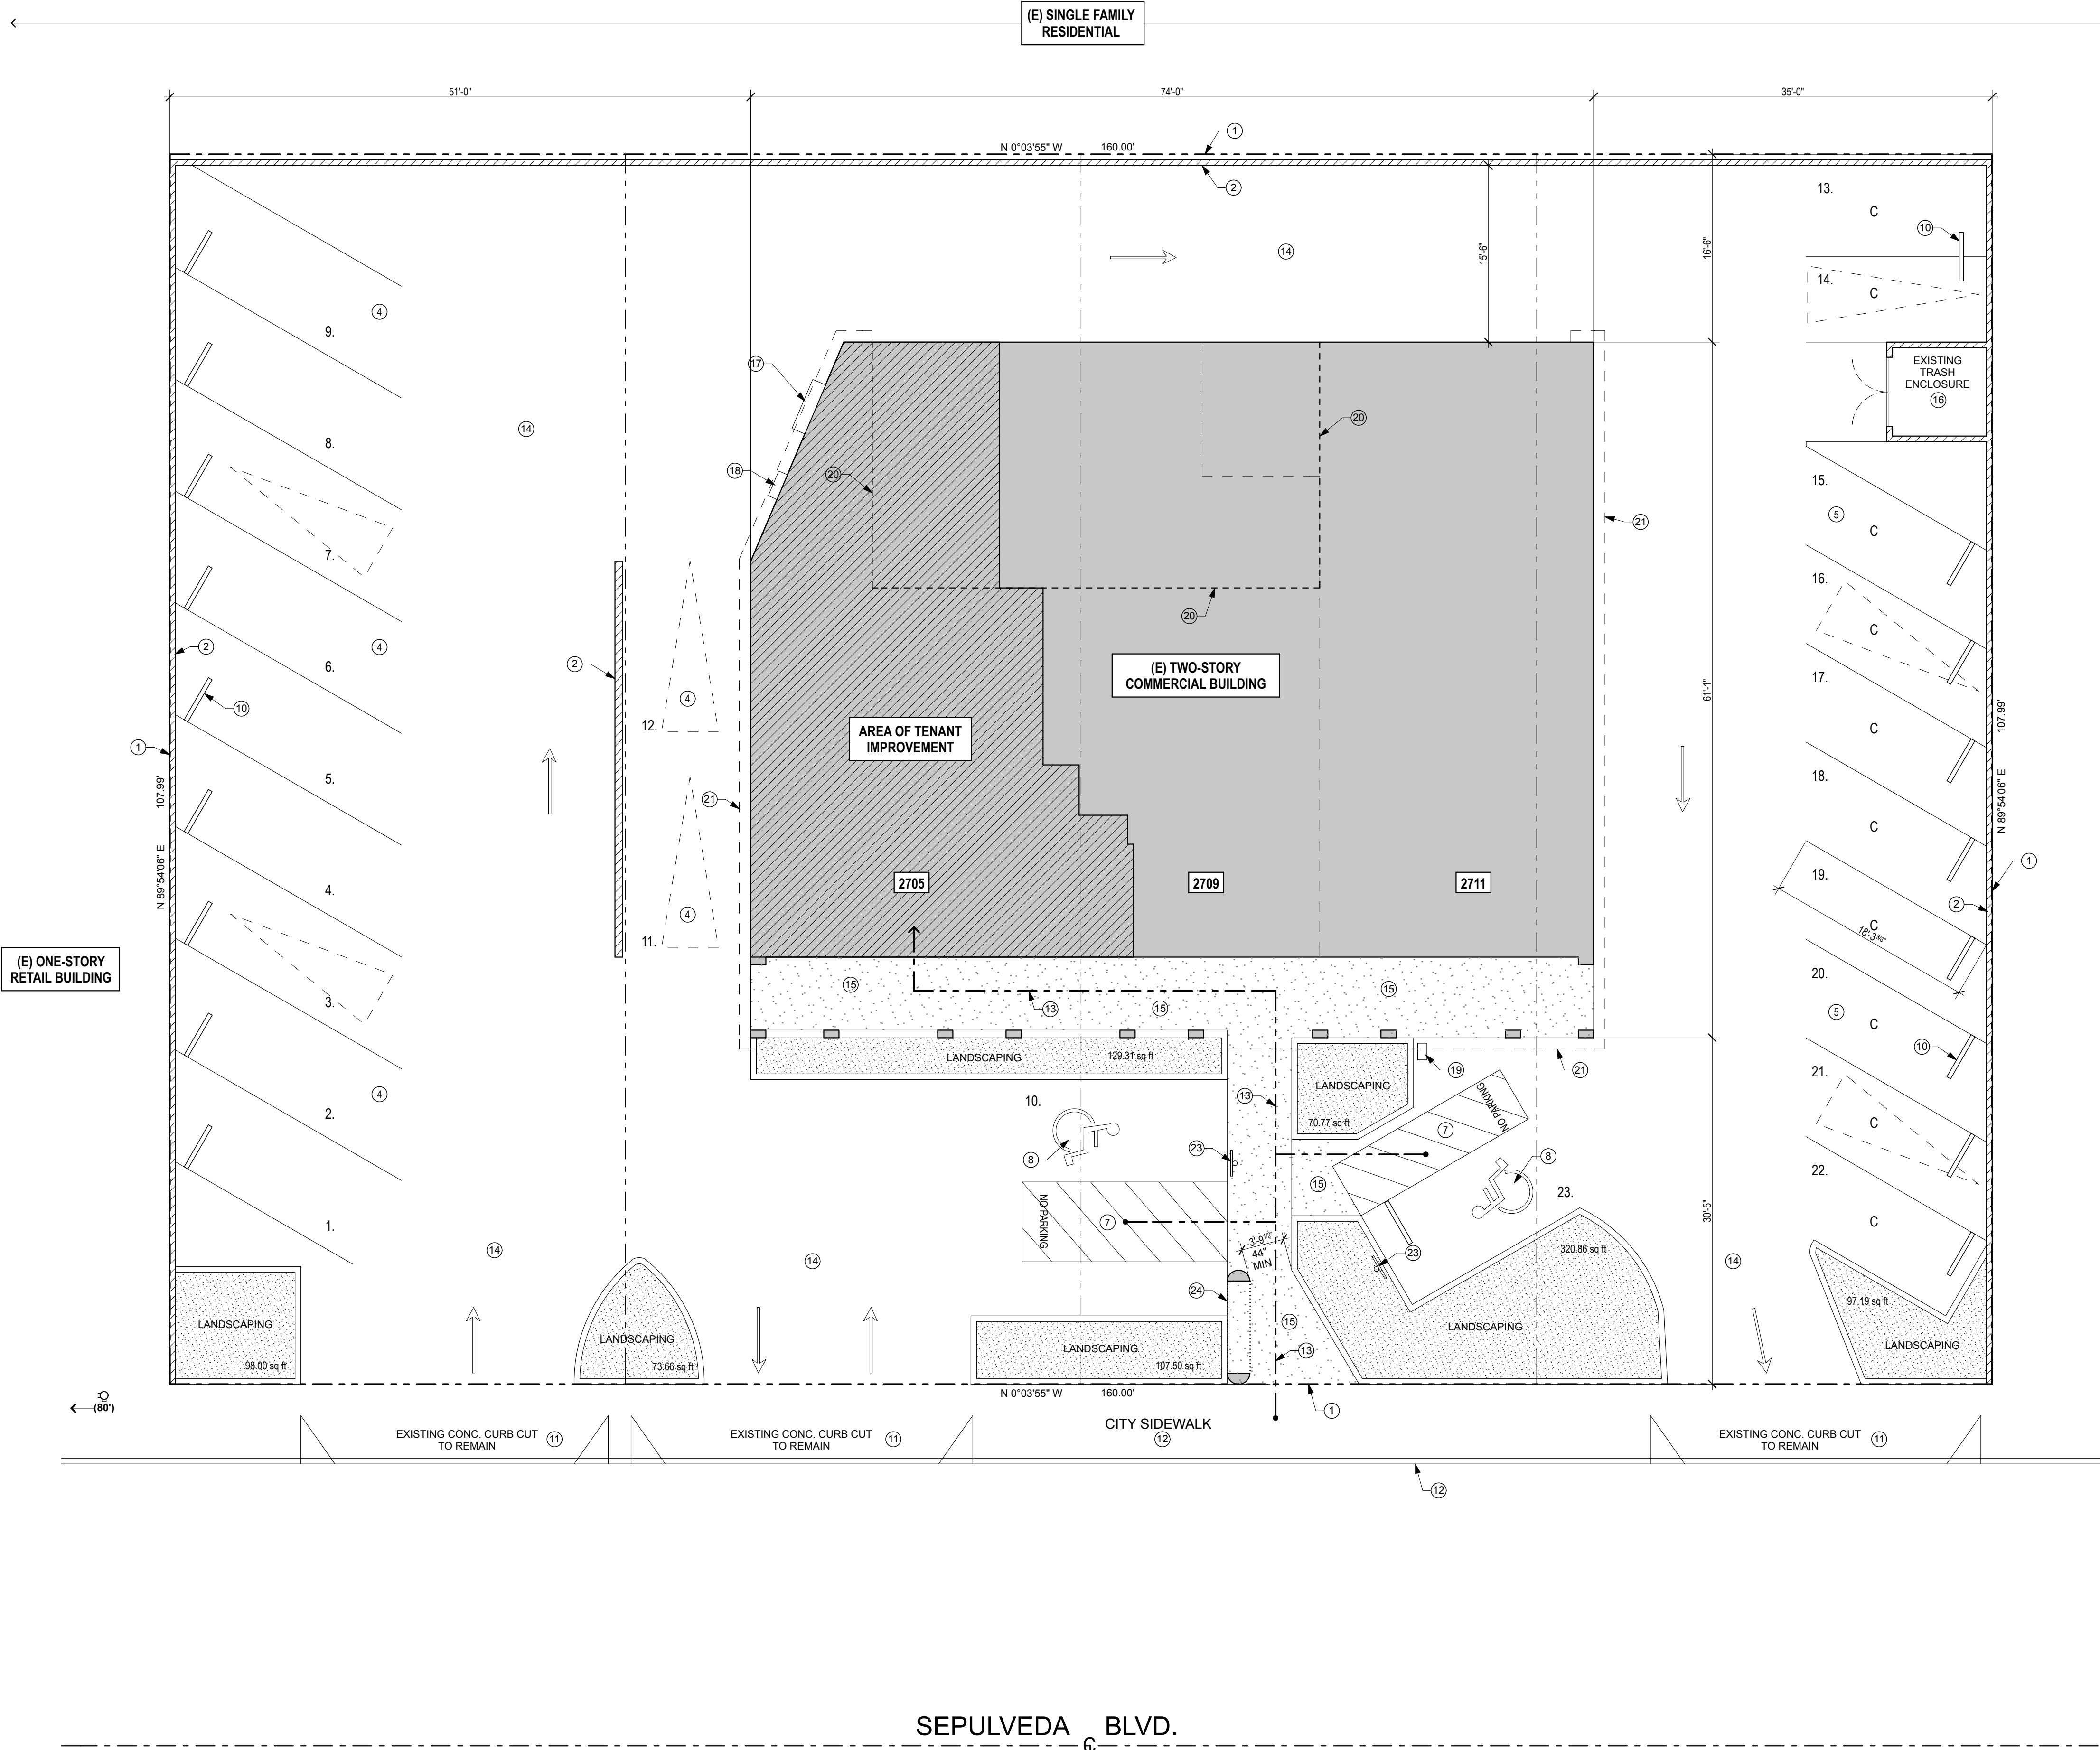 (E) SINGLE FAMILY
RESIDENTIAL
51'-0"
74'-0"
35'-0"
1
N 0°03'55" W 160.00'
2
13.
C
10
14
15'-6"
16'-6"
14.
C
4
9.
17
EXISTING
TRASH
ENCLOSURE
16
8.
14
18
20
20
15.
5
C
21
7.
16.
C
20
6.
4
2
2
(E) TWO-STORY
COMMERCIAL BUILDING
17.
C
61'-1"
4
10
12.
AREA OF TENANT
IMPROVEMENT
1
5.
21
18.
C
N 89°54'06" E 107.99'
N 89°54'06" E 107.99'
4.
2705
2709
2711
19.
C
18'-3 3/8"
1
2
4
11.
(E) ONE-STORY
RETAIL BUILDING
3.
15
13
15
15
20.
5
C
10
LANDSCAPING 129.31 sq ft
19
21
21.
C
4
2.
10.
13
LANDSCAPING
70.77 sq ft
NO PARKING
7
8
23
8
15
23.
22.
C
NO PARKING
7
1.
14
14
3'-9 1/2"
44"
MIN
23
320.86 sq ft
30'-5"
14
24
97.19 sq ft
LANDSCAPING
98.00 sq ft
LANDSCAPING
73.66 sq ft
LANDSCAPING
107.50 sq ft
15
13
LANDSCAPING
LANDSCAPING
(80')
N 0°03'55" W 160.00'
1
CITY SIDEWALK
12
EXISTING CONC. CURB CUT
TO REMAIN
11
EXISTING CONC. CURB CUT
TO REMAIN
11
EXISTING CONC. CURB CUT
TO REMAIN
11
12
SEPULVEDA BLVD.